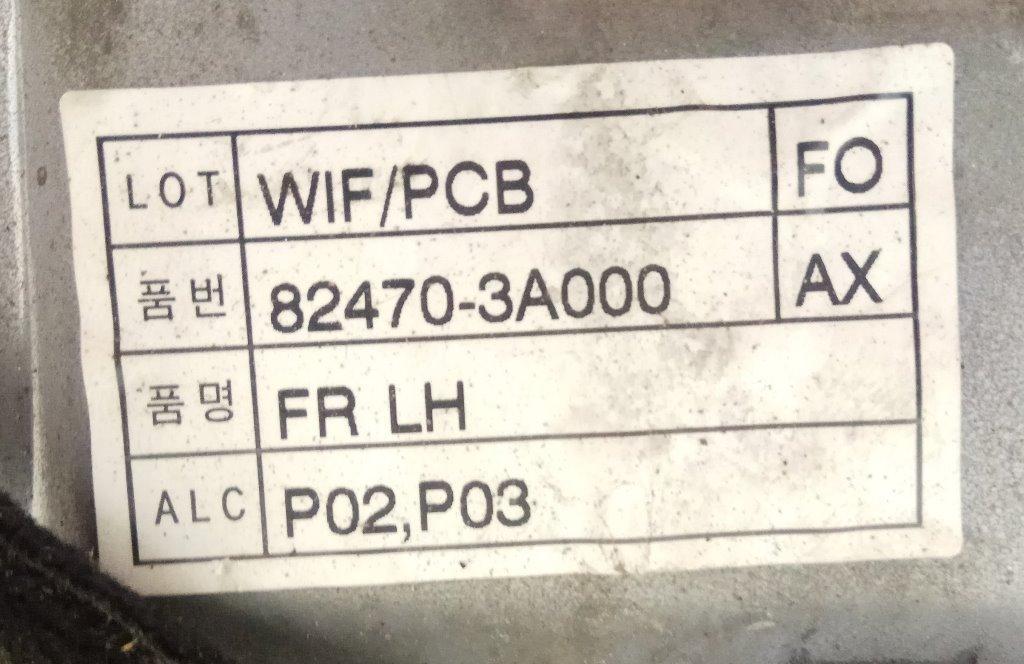 LOT WIF/PCB FO
품번 82470-3A000 AX
품명 FR LH
ALC P02,P03